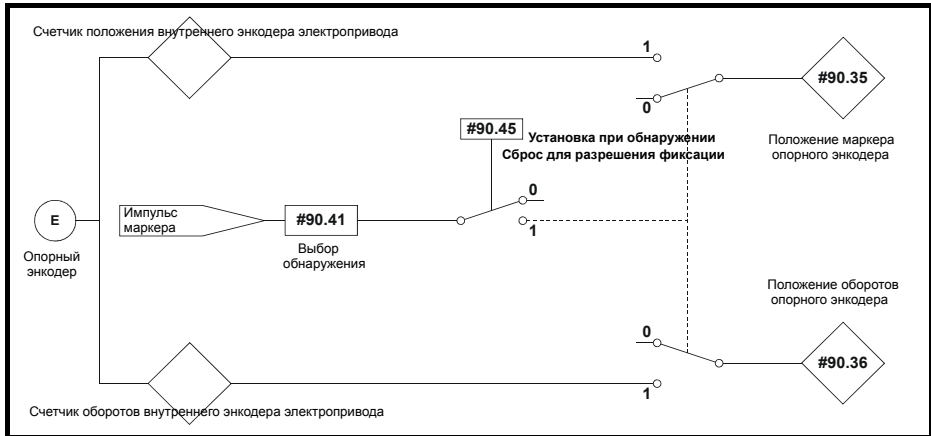 Счетчик положения внутреннего энкодера электропривода
1
#90.35
0
#90.45
Установка при обнаружении
Сброс для разрешения фиксации
Положение маркера
опорного энкодера
0
E
Импульс
маркера
#90.41
1
Опорный
энкодер
Выбор
обнаружения
Положение оборотов
опорного энкодера
0
#90.36
1
Счетчик оборотов внутреннего энкодера электропривода